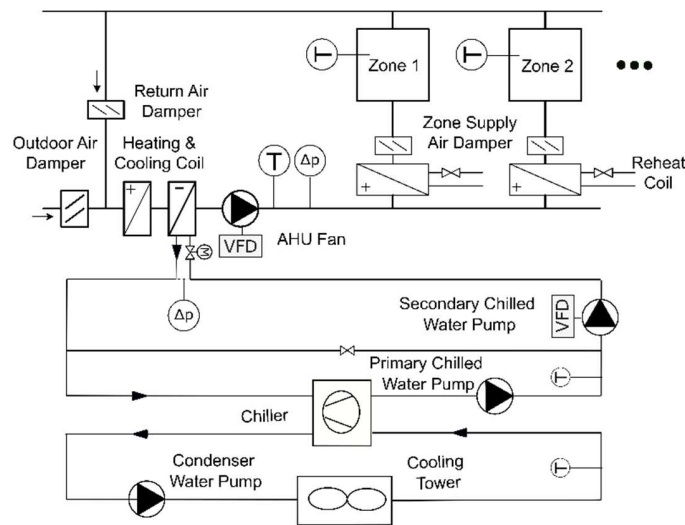 Zone 1
Zone 2
T
T
Return Air
Damper
Zone Supply
Air Damper
Outdoor Air
Damper
Heating &
Cooling Coil
T
Δp
Reheat
Coil
+
-
+
+
VFD
AHU Fan
M
Δp
Secondary Chilled
Water Pump
VFD
Primary Chilled
Water Pump
T
Chiller
Condenser
Water Pump
Cooling
Tower
T